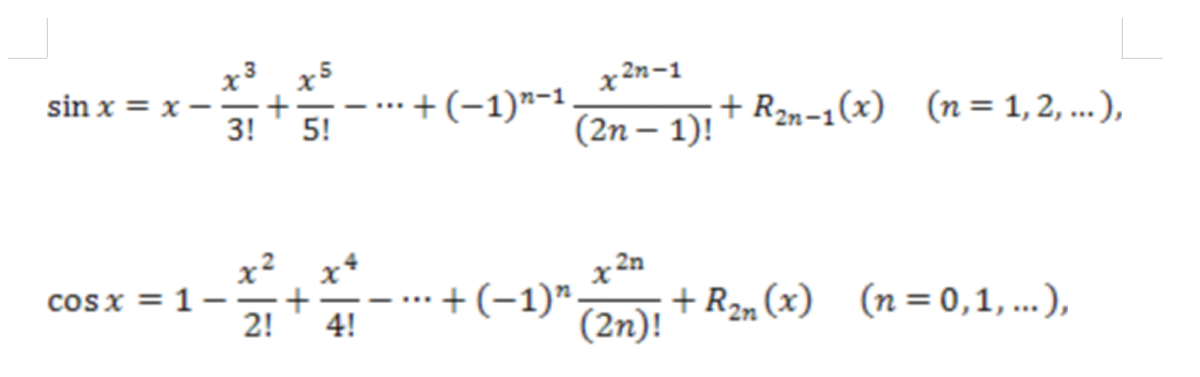 sin x = x − x³/3! + x⁵/5! − ⋯ + (−1)ⁿ⁻¹ x²ⁿ⁻¹/(2n − 1)! + R₂ₙ₋₁(x) (n = 1, 2, …),
cos x = 1 − x²/2! + x⁴/4! − ⋯ + (−1)ⁿ x²ⁿ/(2n)! + R₂ₙ(x) (n = 0, 1, …),